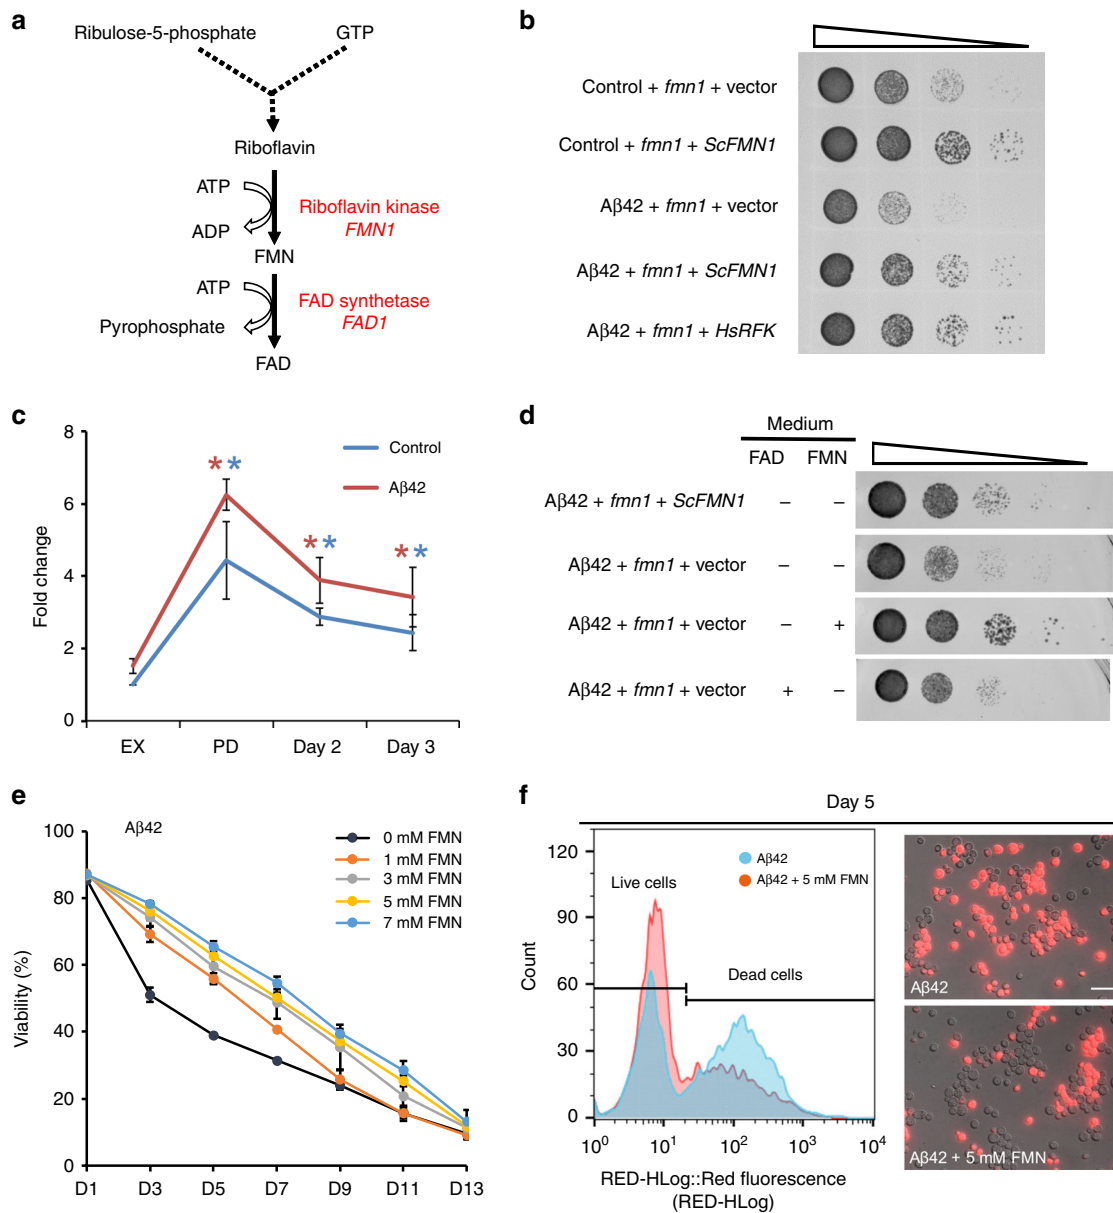 a
Ribulose-5-phosphate GTP
Riboflavin
ATP
ADP
Riboflavin kinase
FMN1
FMN
ATP
Pyrophosphate
FAD synthetase
FAD1
FAD
b
Control + fmn1 + vector
Control + fmn1 + ScFMN1
Aβ42 + fmn1 + vector
Aβ42 + fmn1 + ScFMN1
Aβ42 + fmn1 + HsRFK
c
Fold change
8
6
4
2
0
Control
Aβ42
* *
* *
* *
EX PD Day 2 Day 3
d
Medium
FAD FMN
Aβ42 + fmn1 + ScFMN1 – –
Aβ42 + fmn1 + vector – –
Aβ42 + fmn1 + vector – +
Aβ42 + fmn1 + vector + –
e
Aβ42
Viability (%)
100
80
60
40
20
0
0 mM FMN
1 mM FMN
3 mM FMN
5 mM FMN
7 mM FMN
D1 D3 D5 D7 D9 D11 D13
f
Day 5
Count
120
90
60
30
0
Aβ42
Aβ42 + 5 mM FMN
Live cells
Dead cells
10⁰ 10¹ 10² 10³ 10⁴
RED-HLog::Red fluorescence
(RED-HLog)
Aβ42
Aβ42 + 5 mM FMN